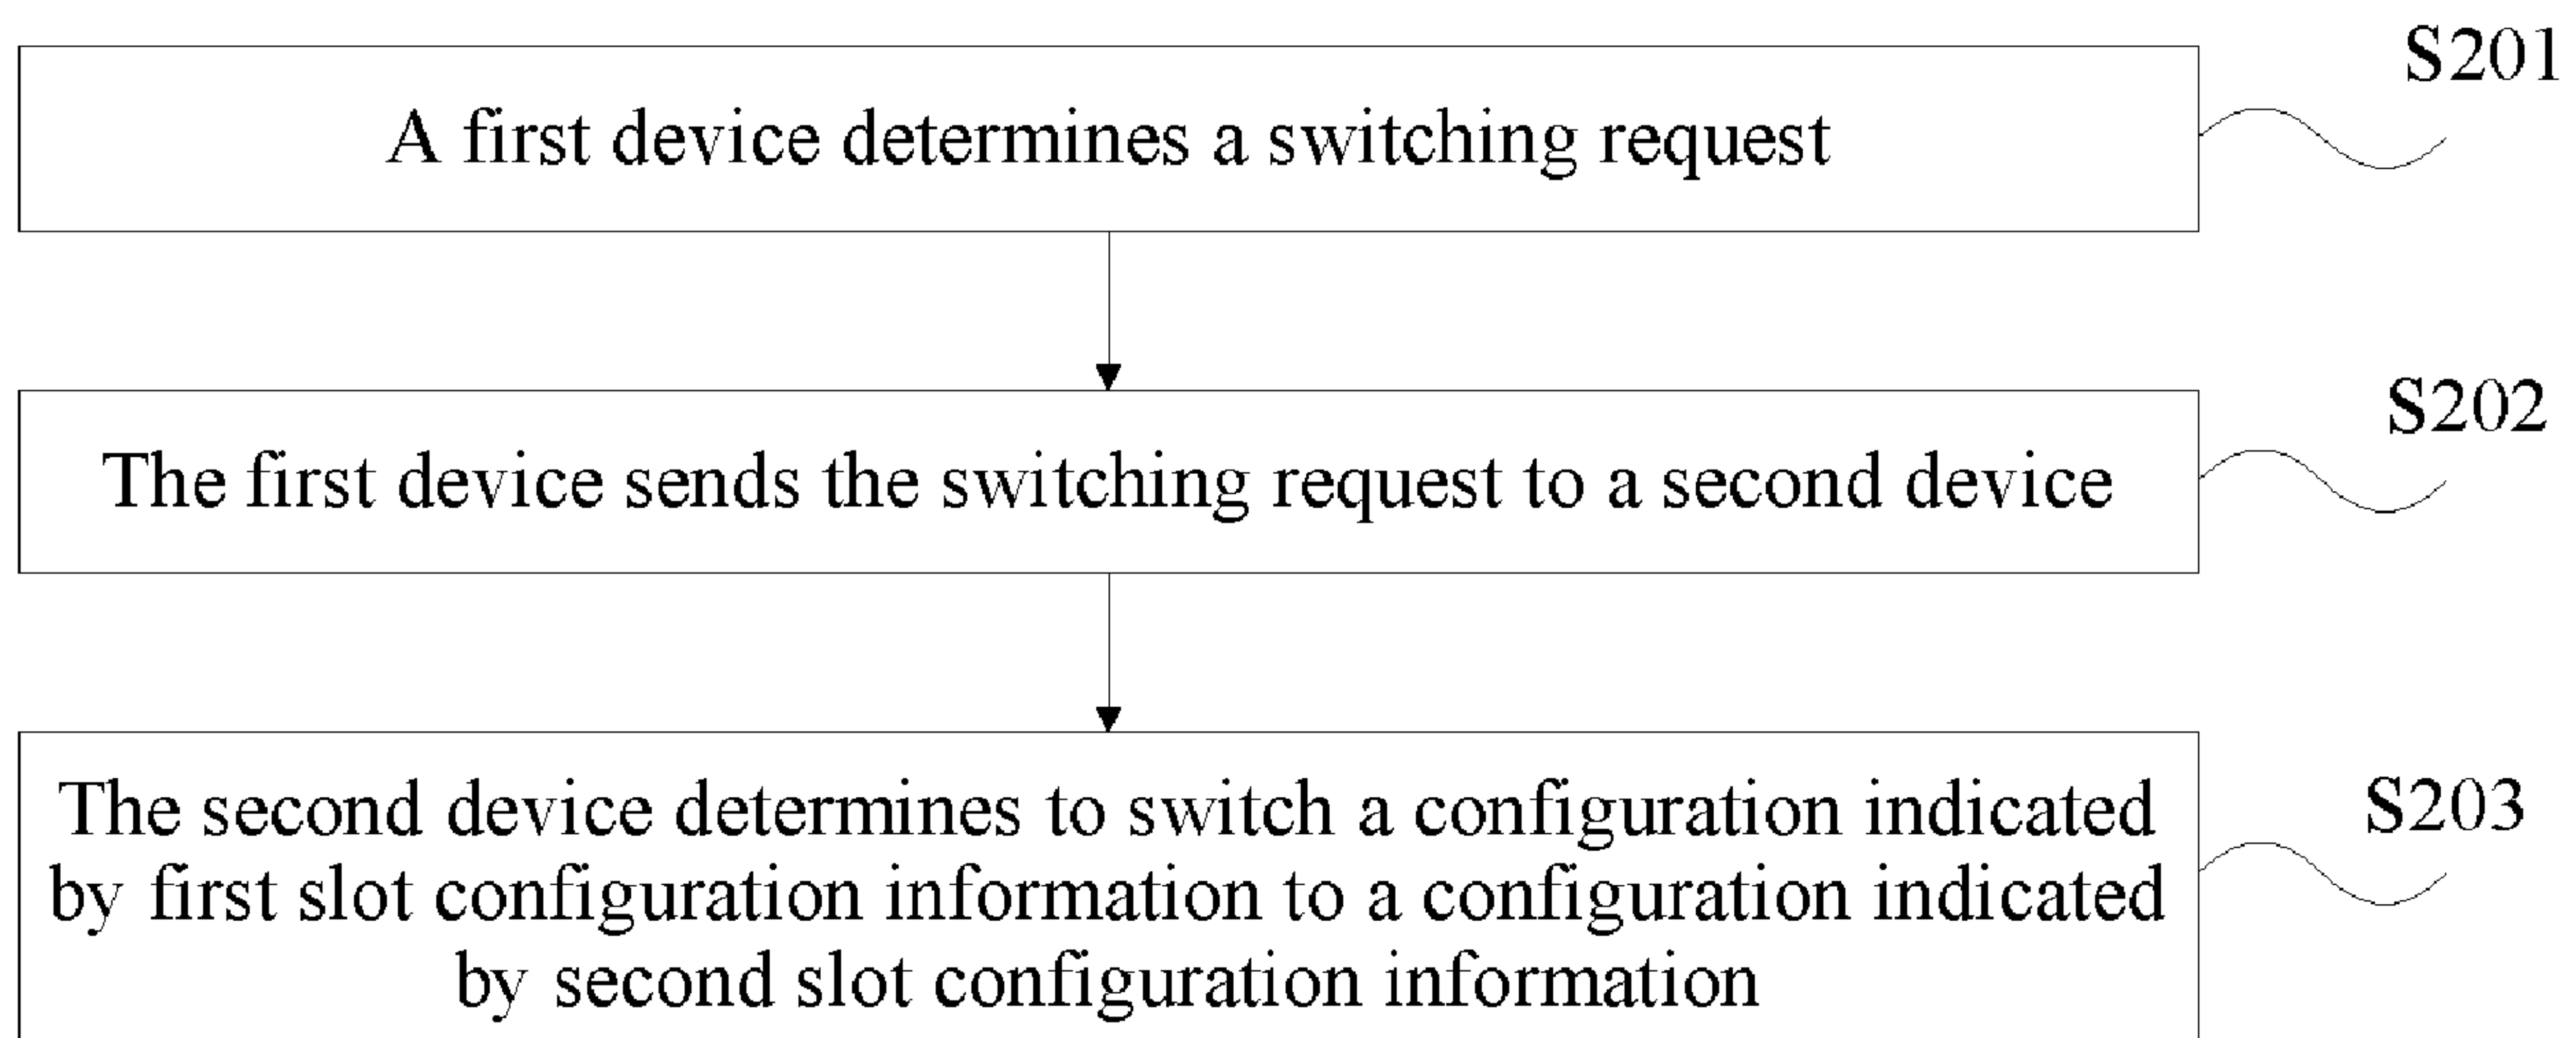 S201
A first device determines a switching request
S202
The first device sends the switching request to a second device
S203
The second device determines to switch a configuration indicated
by first slot configuration information to a configuration indicated
by second slot configuration information